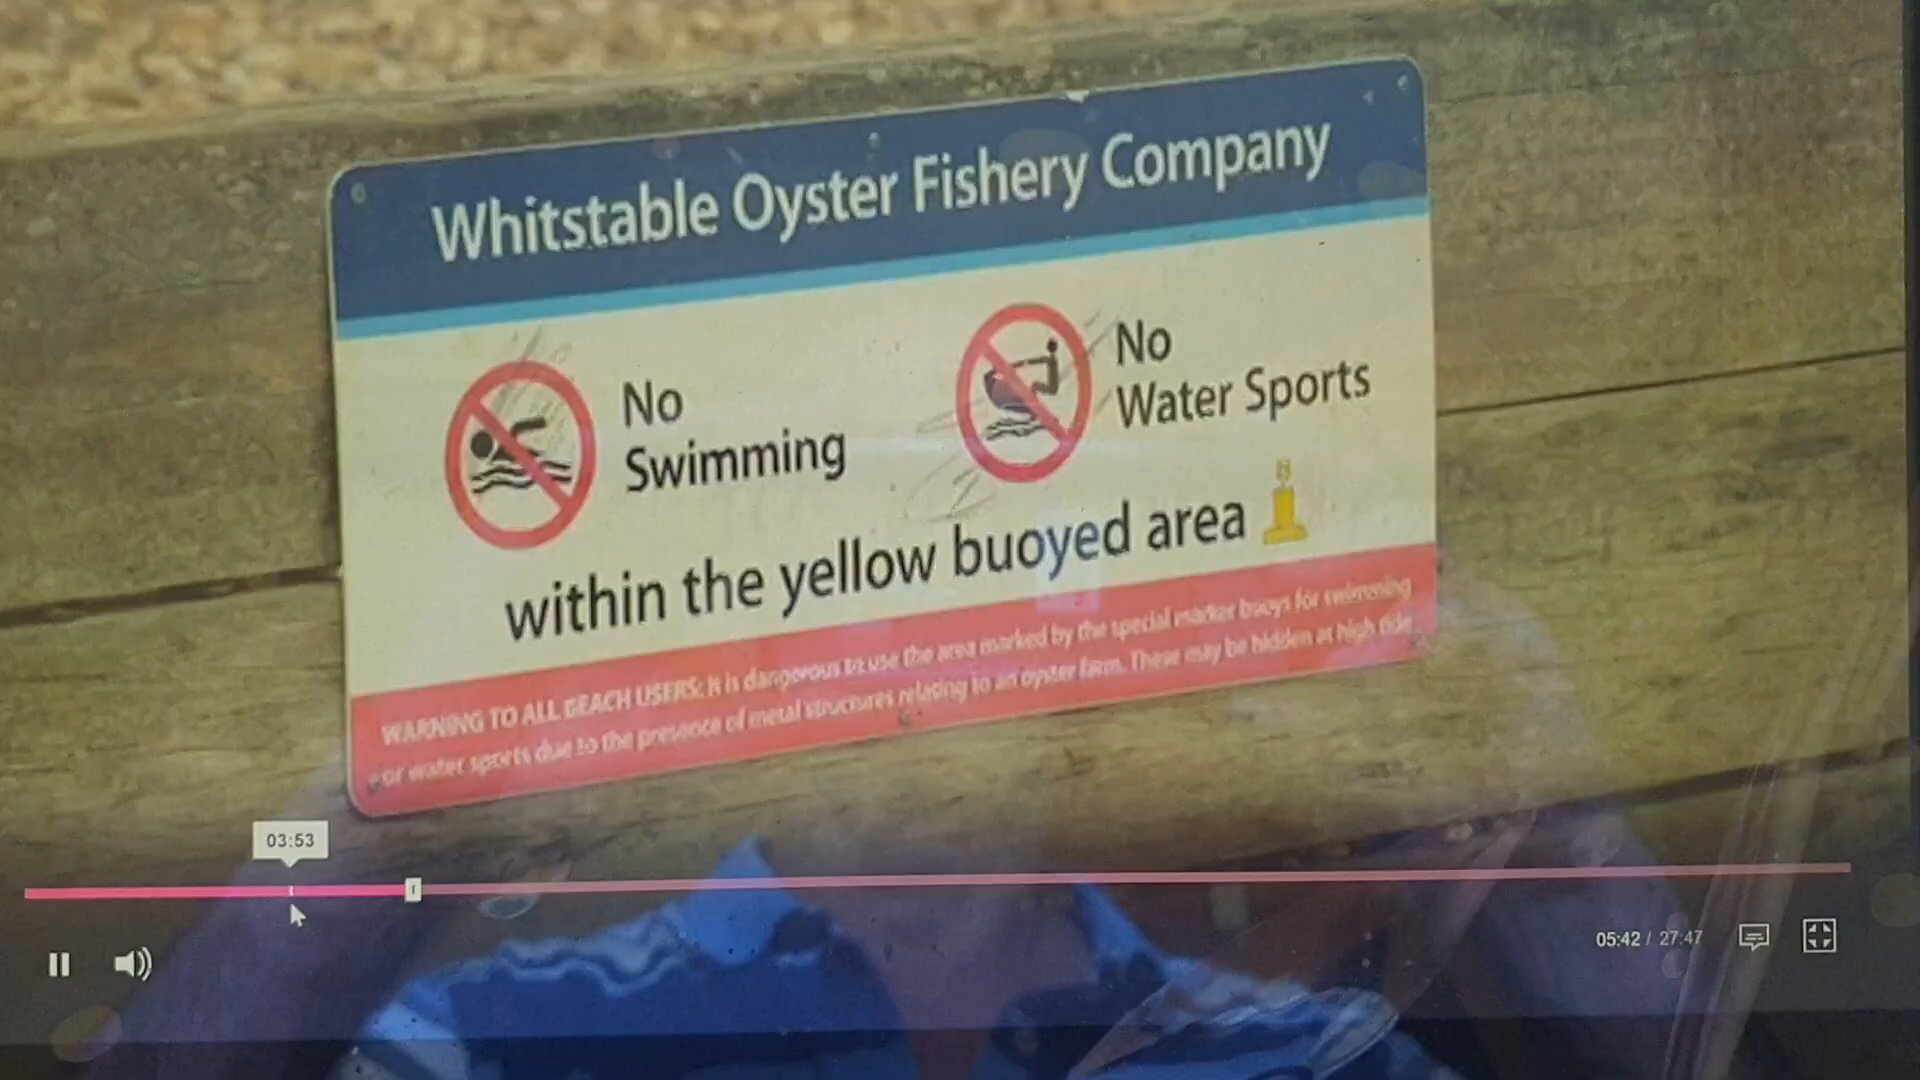 Whitstable Oyster Fishery Company
No
Swimming
No
Water Sports
within the yellow buoyed area
WARNING TO ALL BEACH USERS: It is dangerous to use the area marked by the special marker buoys for swimming
or water sports due to the presence of metal structures relating to an oyster farm. These may be hidden at high tide
03:53
05:42 / 27:47